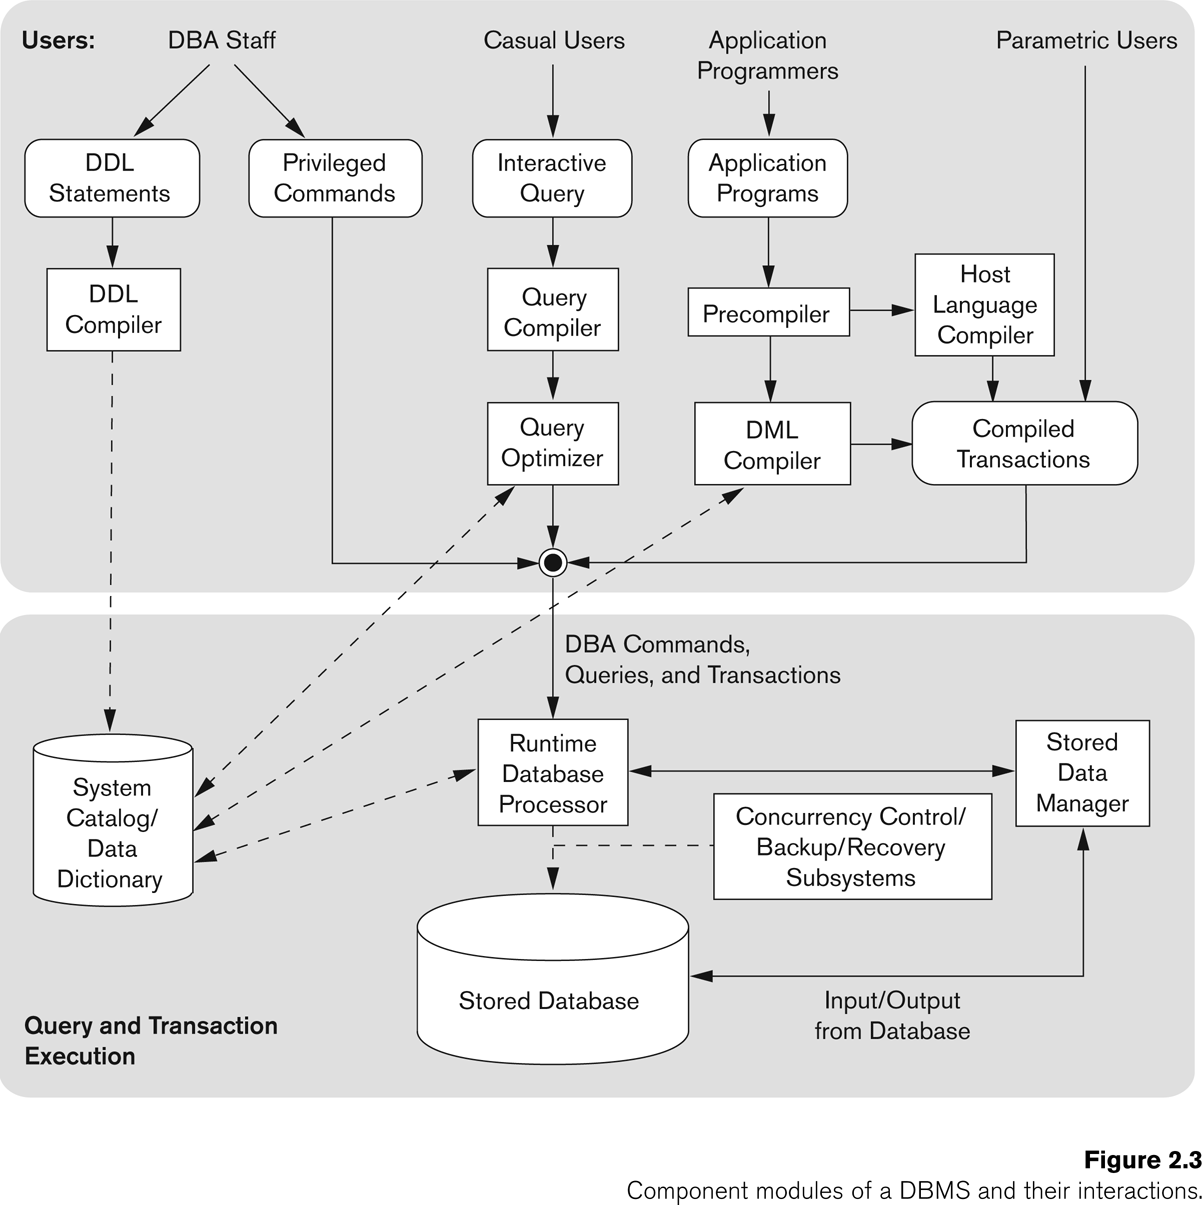 Users:
DBA Staff
Casual Users
Application
Programmers
Parametric Users
DDL
Statements
Privileged
Commands
Interactive
Query
Application
Programs
DDL
Compiler
Query
Compiler
Precompiler
Host
Language
Compiler
Query
Optimizer
DML
Compiler
Compiled
Transactions
DBA Commands,
Queries, and Transactions
System
Catalog/
Data
Dictionary
Runtime
Database
Processor
Stored
Data
Manager
Concurrency Control/
Backup/Recovery
Subsystems
Stored Database
Input/Output
from Database
Query and Transaction
Execution
Figure 2.3
Component modules of a DBMS and their interactions.